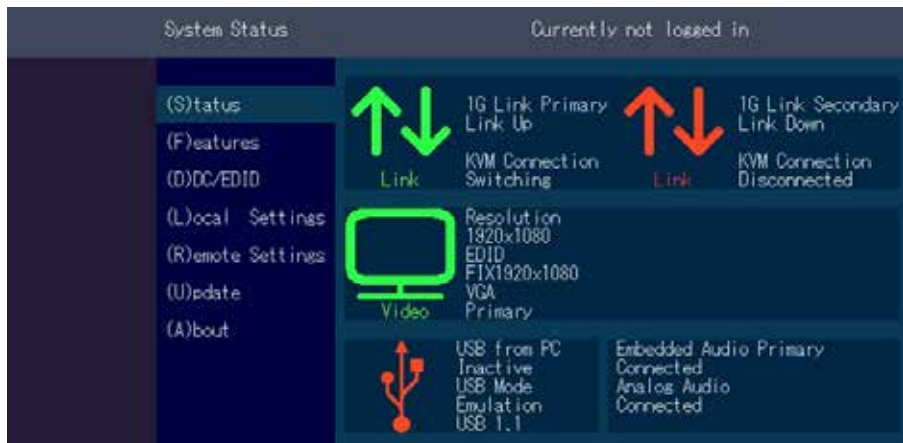 System Status
Currently not logged in
(S)tatus
(F)eatures
(D)DC/EDID
(L)ocal Settings
(R)emote Settings
(U)pdate
(A)bout
Link
1G Link Primary
Link Up
KVM Connection
Switching
Link
1G Link Secondary
Link Down
KVM Connection
Disconnected
Video
Resolution
1920x1080
EDID
FIX1920x1080
VGA
Primary
USB from PC
Inactive
USB Mode
Emulation
USB 1.1
Embedded Audio Primary
Connected
Analog Audio
Connected